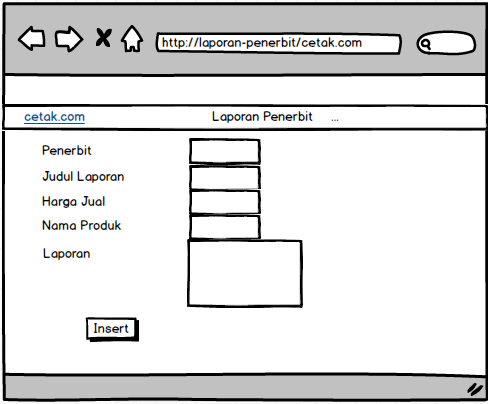 http://laporan-penerbit/cetak.com
cetak.com Laporan Penerbit ...
Penerbit
Judul Laporan
Harga Jual
Nama Produk
Laporan
Insert